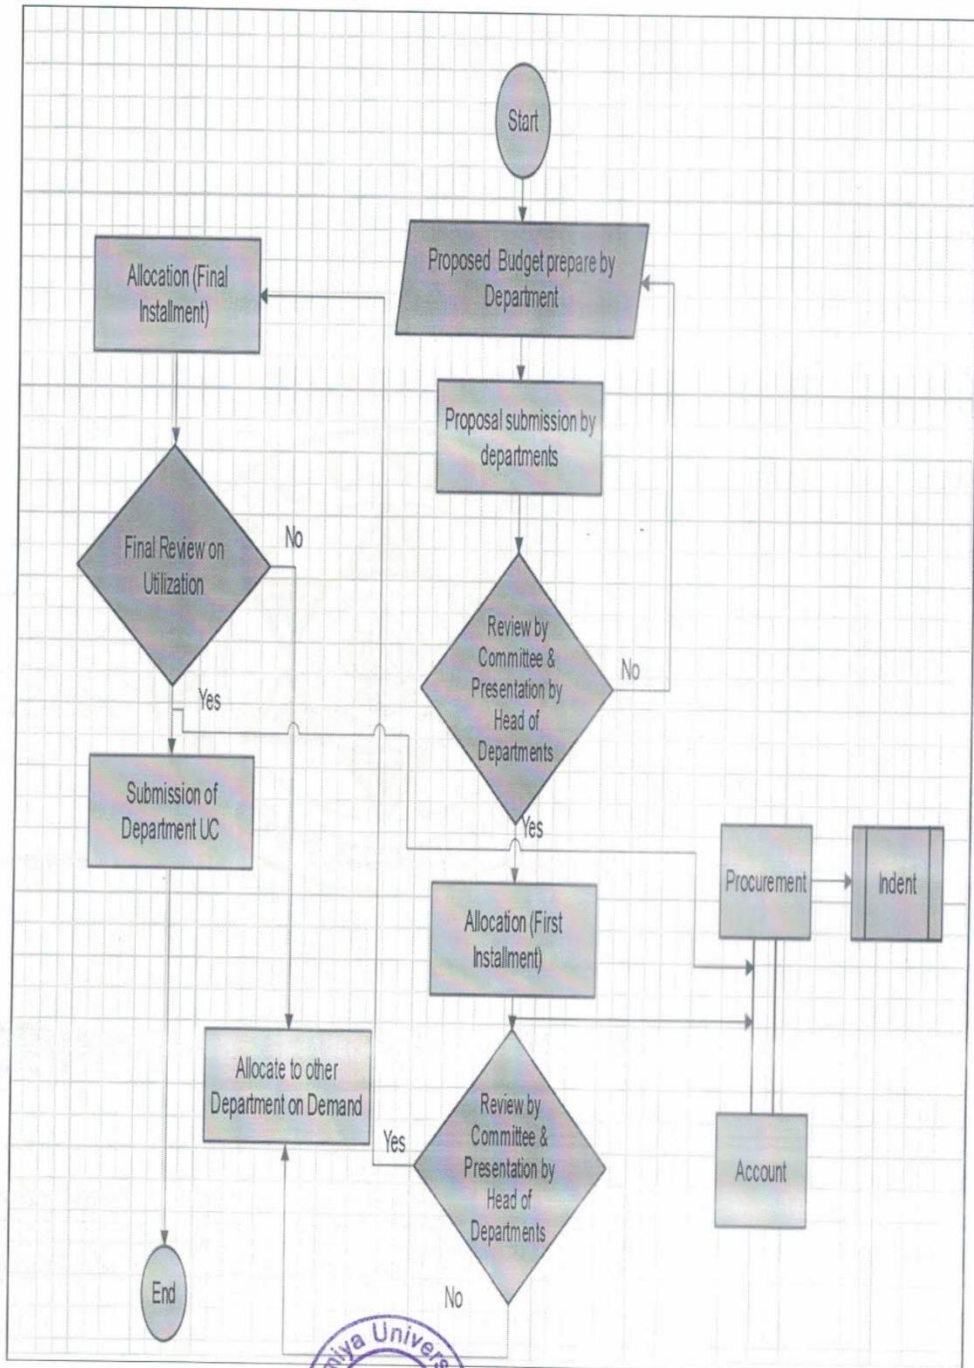 Start
Proposed Budget prepare by
Department
Proposal submission by
departments
Review by
Committee &
Presentation by
Head of
Departments
No
Yes
Allocation (First
Installment)
Review by
Committee &
Presentation by
Head of
Departments
Yes
No
Procurement
Indent
Account
Allocation (Final
Installment)
Final Review on
Utilization
No
Yes
Submission of
Department UC
Allocate to other
Department on Demand
End